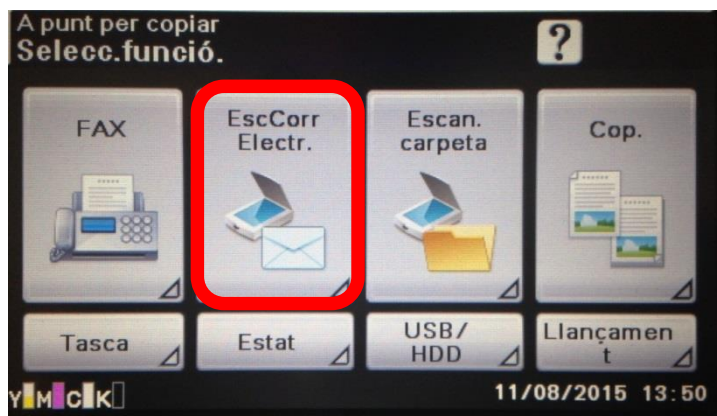 A punt per copiar
Selecc.funció.
?
FAX
EscCorr
Electr.
Escan.
carpeta
Cop.
Tasca
Estat
USB/
HDD
Llançamen
t
Y M C K
11/08/2015 13:50